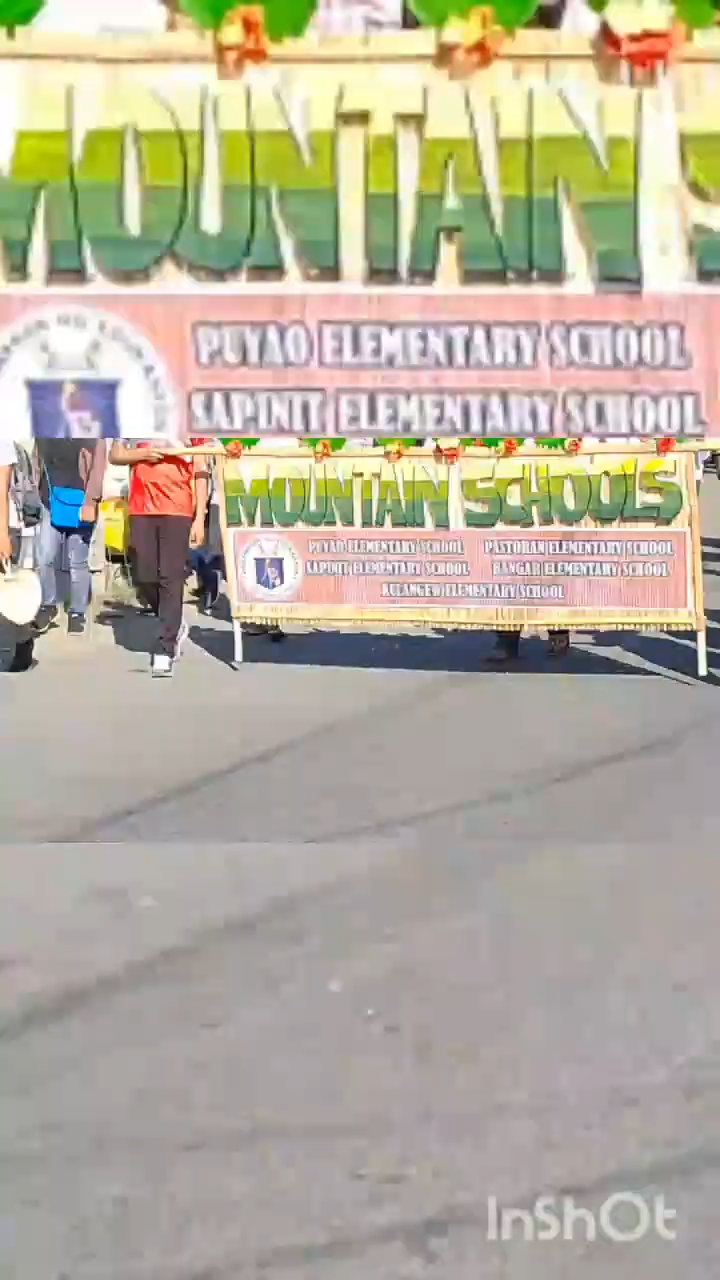 MOUNTAIN S
PUYAO ELEMENTARY SCHOOL
SAPINIT ELEMENTARY SCHOOL
MOUNTAIN SCHOOLS
PUYAO ELEMENTARY SCHOOL PASTORAN ELEMENTARY SCHOOL
SAPINIT ELEMENTARY SCHOOL BANGAR ELEMENTARY SCHOOL
KULANGEW ELEMENTARY SCHOOL
InShOt